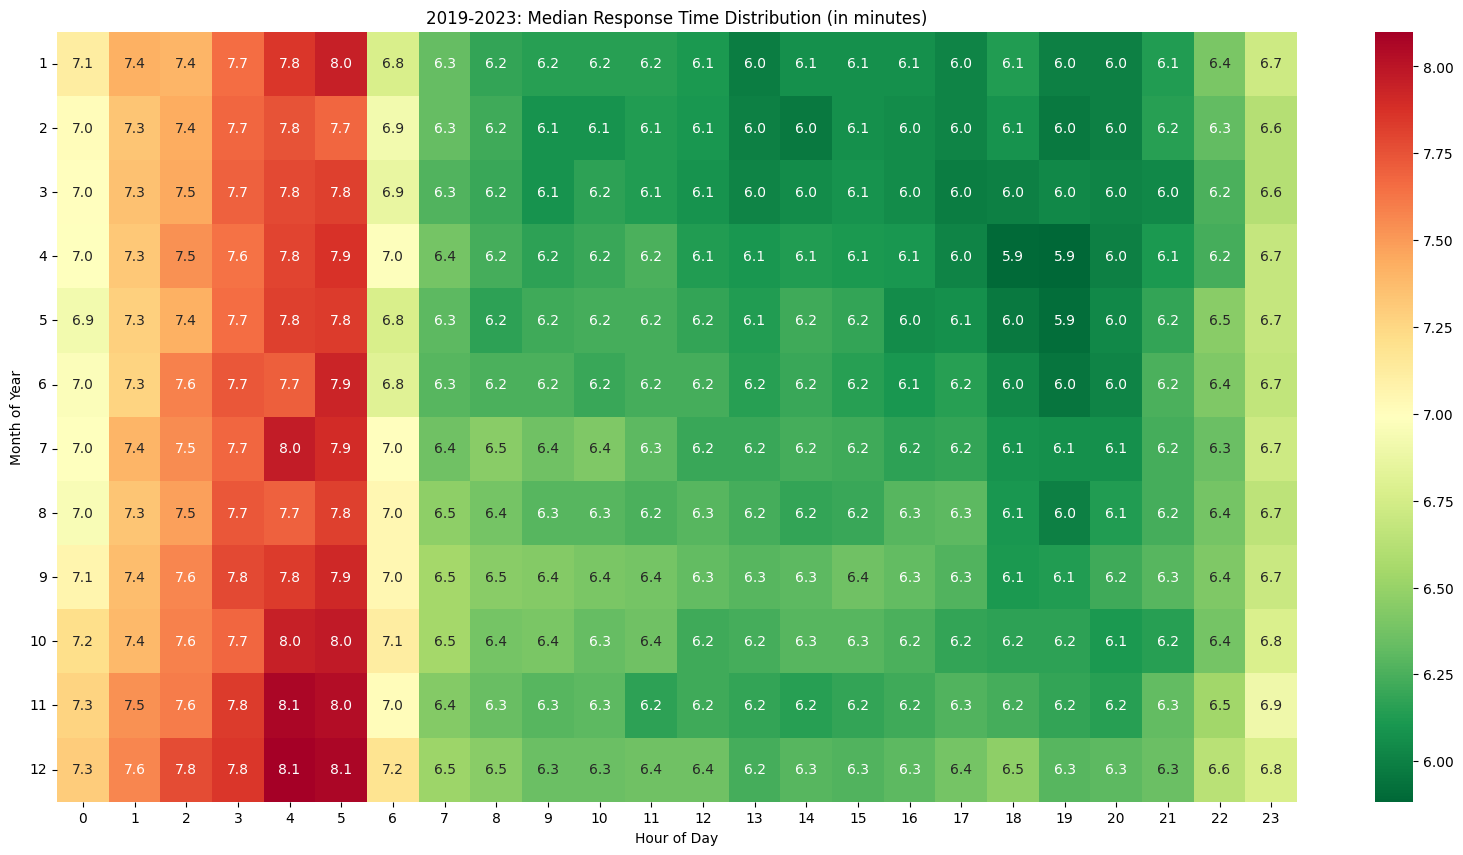 2019-2023: Median Response Time Distribution (in minutes)
1 7.1 7.4 7.4 7.7 7.8 8.0 6.8 6.3 6.2 6.2 6.2 6.2 6.1 6.0 6.1 6.1 6.1 6.0 6.1 6.0 6.0 6.1 6.4 6.7
2 7.0 7.3 7.4 7.7 7.8 7.7 6.9 6.3 6.2 6.1 6.1 6.1 6.1 6.0 6.0 6.1 6.0 6.0 6.1 6.0 6.0 6.2 6.3 6.6
3 7.0 7.3 7.5 7.7 7.8 7.8 6.9 6.3 6.2 6.1 6.2 6.1 6.1 6.0 6.0 6.1 6.0 6.0 6.0 6.0 6.0 6.0 6.2 6.6
4 7.0 7.3 7.5 7.6 7.8 7.9 7.0 6.4 6.2 6.2 6.2 6.2 6.1 6.1 6.1 6.1 6.1 6.0 5.9 5.9 6.0 6.1 6.2 6.7
5 6.9 7.3 7.4 7.7 7.8 7.8 6.8 6.3 6.2 6.2 6.2 6.2 6.2 6.1 6.2 6.2 6.0 6.1 6.0 5.9 6.0 6.2 6.5 6.7
6 7.0 7.3 7.6 7.7 7.7 7.9 6.8 6.3 6.2 6.2 6.2 6.2 6.2 6.2 6.2 6.2 6.1 6.2 6.0 6.0 6.0 6.2 6.4 6.7
7 7.0 7.4 7.5 7.7 8.0 7.9 7.0 6.4 6.5 6.4 6.4 6.3 6.2 6.2 6.2 6.2 6.2 6.2 6.1 6.1 6.1 6.2 6.3 6.7
8 7.0 7.3 7.5 7.7 7.7 7.8 7.0 6.5 6.4 6.3 6.3 6.2 6.3 6.2 6.2 6.2 6.3 6.3 6.1 6.0 6.1 6.2 6.4 6.7
9 7.1 7.4 7.6 7.8 7.8 7.9 7.0 6.5 6.5 6.4 6.4 6.4 6.3 6.3 6.3 6.4 6.3 6.3 6.1 6.1 6.2 6.3 6.4 6.7
10 7.2 7.4 7.6 7.7 8.0 8.0 7.1 6.5 6.4 6.4 6.3 6.4 6.2 6.2 6.3 6.3 6.2 6.2 6.2 6.2 6.1 6.2 6.4 6.8
11 7.3 7.5 7.6 7.8 8.1 8.0 7.0 6.4 6.3 6.3 6.3 6.2 6.2 6.2 6.2 6.2 6.2 6.3 6.2 6.2 6.2 6.3 6.5 6.9
12 7.3 7.6 7.8 7.8 8.1 8.1 7.2 6.5 6.5 6.3 6.3 6.4 6.4 6.2 6.3 6.3 6.3 6.4 6.5 6.3 6.3 6.3 6.6 6.8
0 1 2 3 4 5 6 7 8 9 10 11 12 13 14 15 16 17 18 19 20 21 22 23
Hour of Day
Month of Year
8.00
7.75
7.50
7.25
7.00
6.75
6.50
6.25
6.00